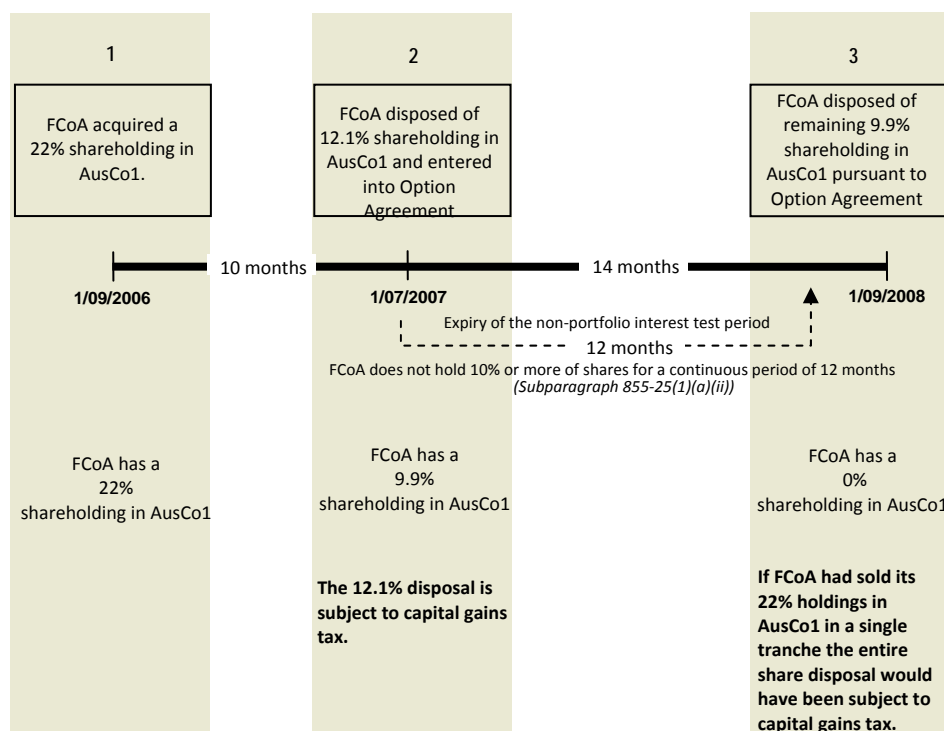 1
FCoA acquired a
22% shareholding in
AusCo1.
2
FCoA disposed of
12.1% shareholding in
AusCo1 and entered
into Option
Agreement
3
FCoA disposed of
remaining 9.9%
shareholding in
AusCo1 pursuant to
Option Agreement
10 months
14 months
1/09/2006
1/07/2007
1/09/2008
Expiry of the non-portfolio interest test period
12 months
FCoA does not hold 10% or more of shares for a continuous period of 12 months
(Subparagraph 855-25(1)(a)(ii))
FCoA has a
22%
shareholding in AusCo1
FCoA has a
9.9%
shareholding in AusCo1
FCoA has a
0%
shareholding in AusCo1
The 12.1% disposal is
subject to capital gains
tax.
If FCoA had sold its
22% holdings in
AusCo1 in a single
tranche the entire
share disposal would
have been subject to
capital gains tax.